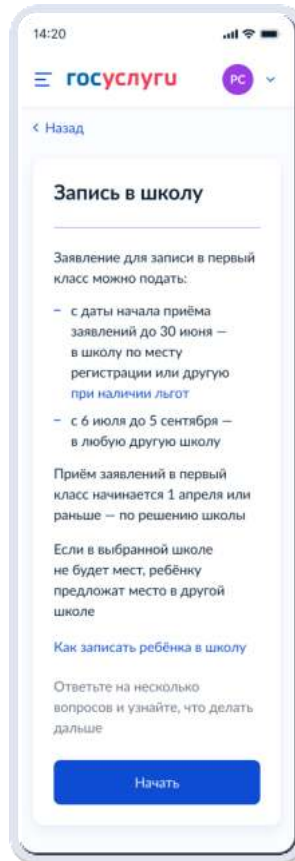 14:20
госуслуги
РС
Назад
Запись в школу
Заявление для записи в первый
класс можно подать:
– с даты начала приёма
заявлений до 30 июня —
в школу по месту
регистрации или другую
при наличии льгот
– с 6 июля до 5 сентября —
в любую другую школу
Приём заявлений в первый
класс начинается 1 апреля или
раньше — по решению школы
Если в выбранной школе
не будет мест, ребёнку
предложат место в другой
школе
Как записать ребёнка в школу
Ответьте на несколько
вопросов и узнайте, что делать
дальше
Начать